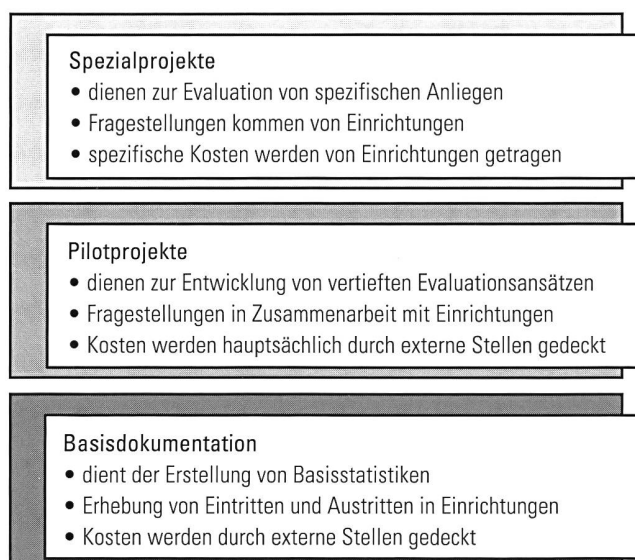 Spezialprojekte
• dienen zur Evaluation von spezifischen Anliegen
• Fragestellungen kommen von Einrichtungen
• spezifische Kosten werden von Einrichtungen getragen
Pilotprojekte
• dienen zur Entwicklung von vertieften Evaluationsansätzen
• Fragestellungen in Zusammenarbeit mit Einrichtungen
• Kosten werden hauptsächlich durch externe Stellen gedeckt
Basisdokumentation
• dient der Erstellung von Basisstatistiken
• Erhebung von Eintritten und Austritten in Einrichtungen
• Kosten werden durch externe Stellen gedeckt